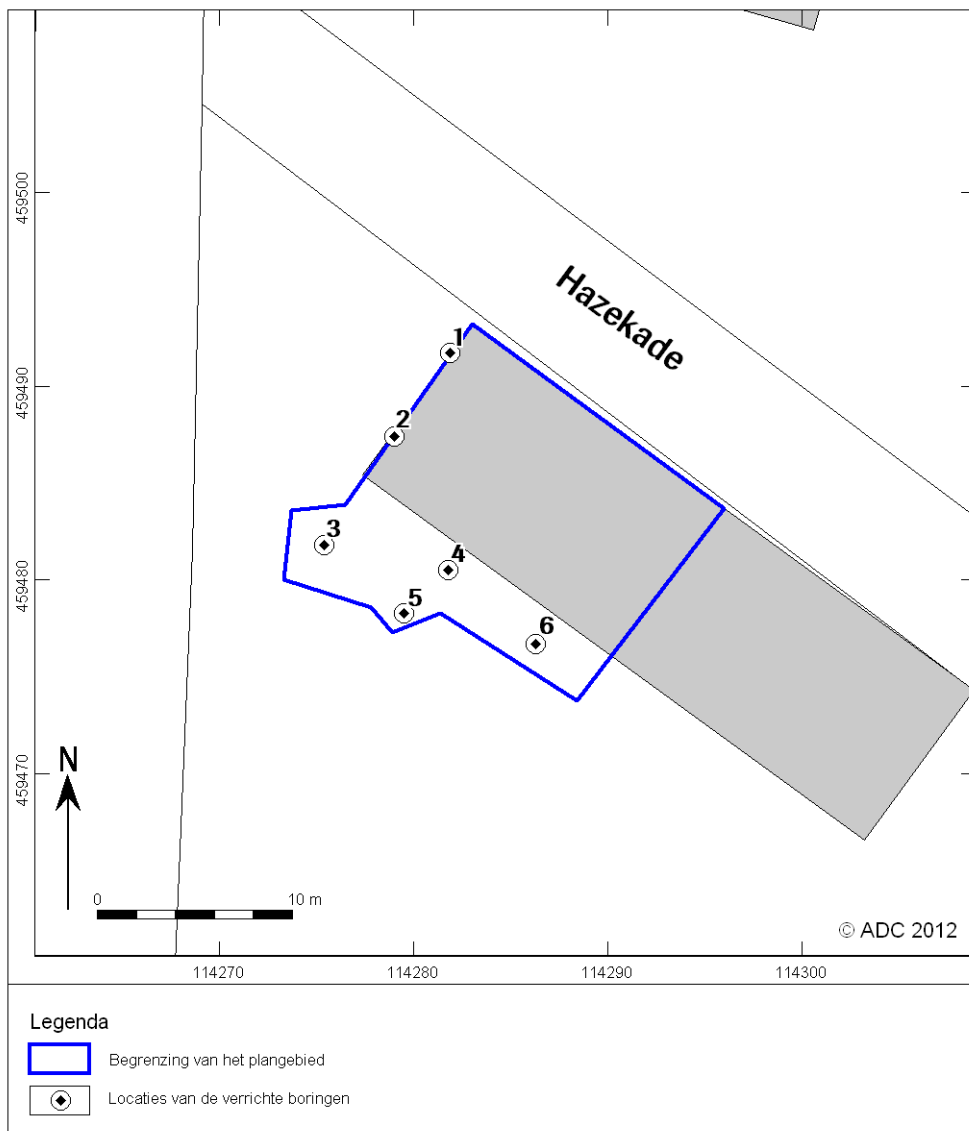 459500
459490
459480
459470
Hazekade
1
2
3
4
5
6
N
0 10 m
© ADC 2012
114270 114280 114290 114300
Legenda
Begrenzing van het plangebied
Locaties van de verrichte boringen